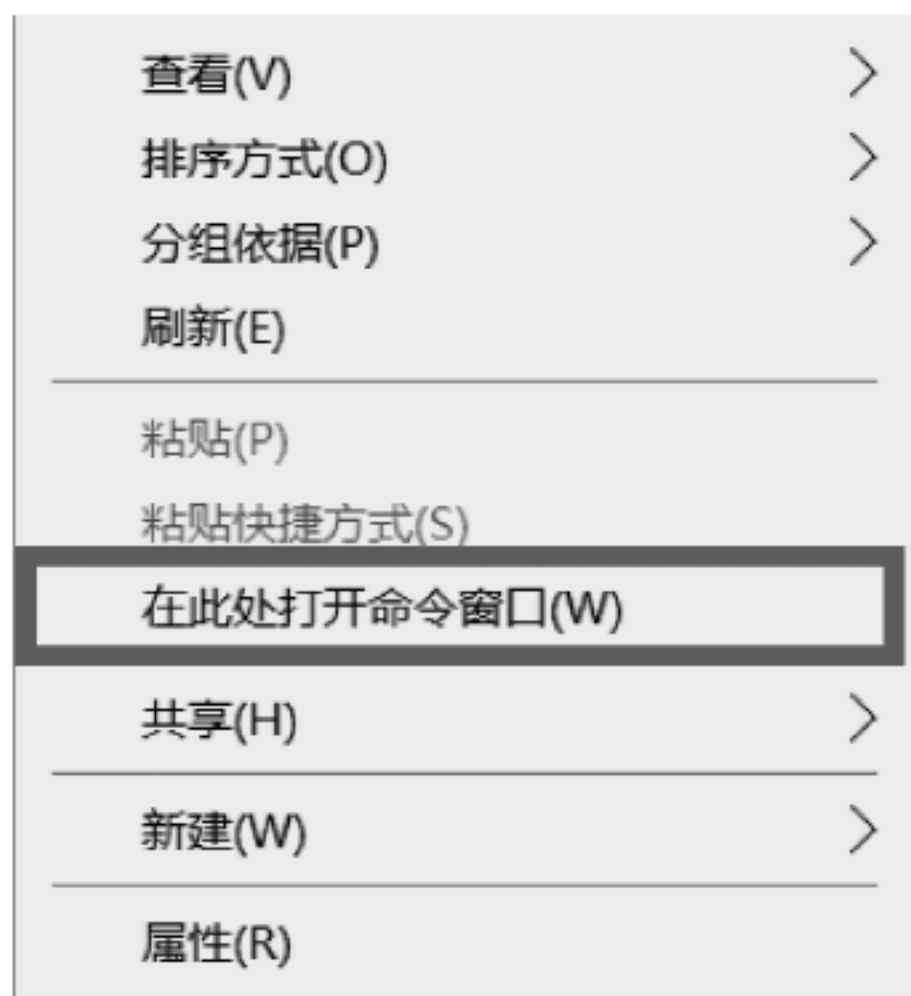 查看(V)
排序方式(O)
分组依据(P)
刷新(E)
粘贴(P)
粘贴快捷方式(S)
在此处打开命令窗口(W)
共享(H)
新建(W)
属性(R)